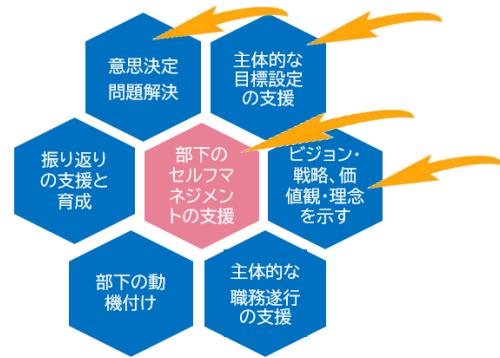 意思決定
問題解決
主体的な
目標設定
の支援
振り返り
の支援と
育成
部下の
セルフマ
ネジメン
トの支援
ビジョン・
戦略、価
値観・理念
を示す
部下の動
機付け
主体的な
職務遂行
の支援